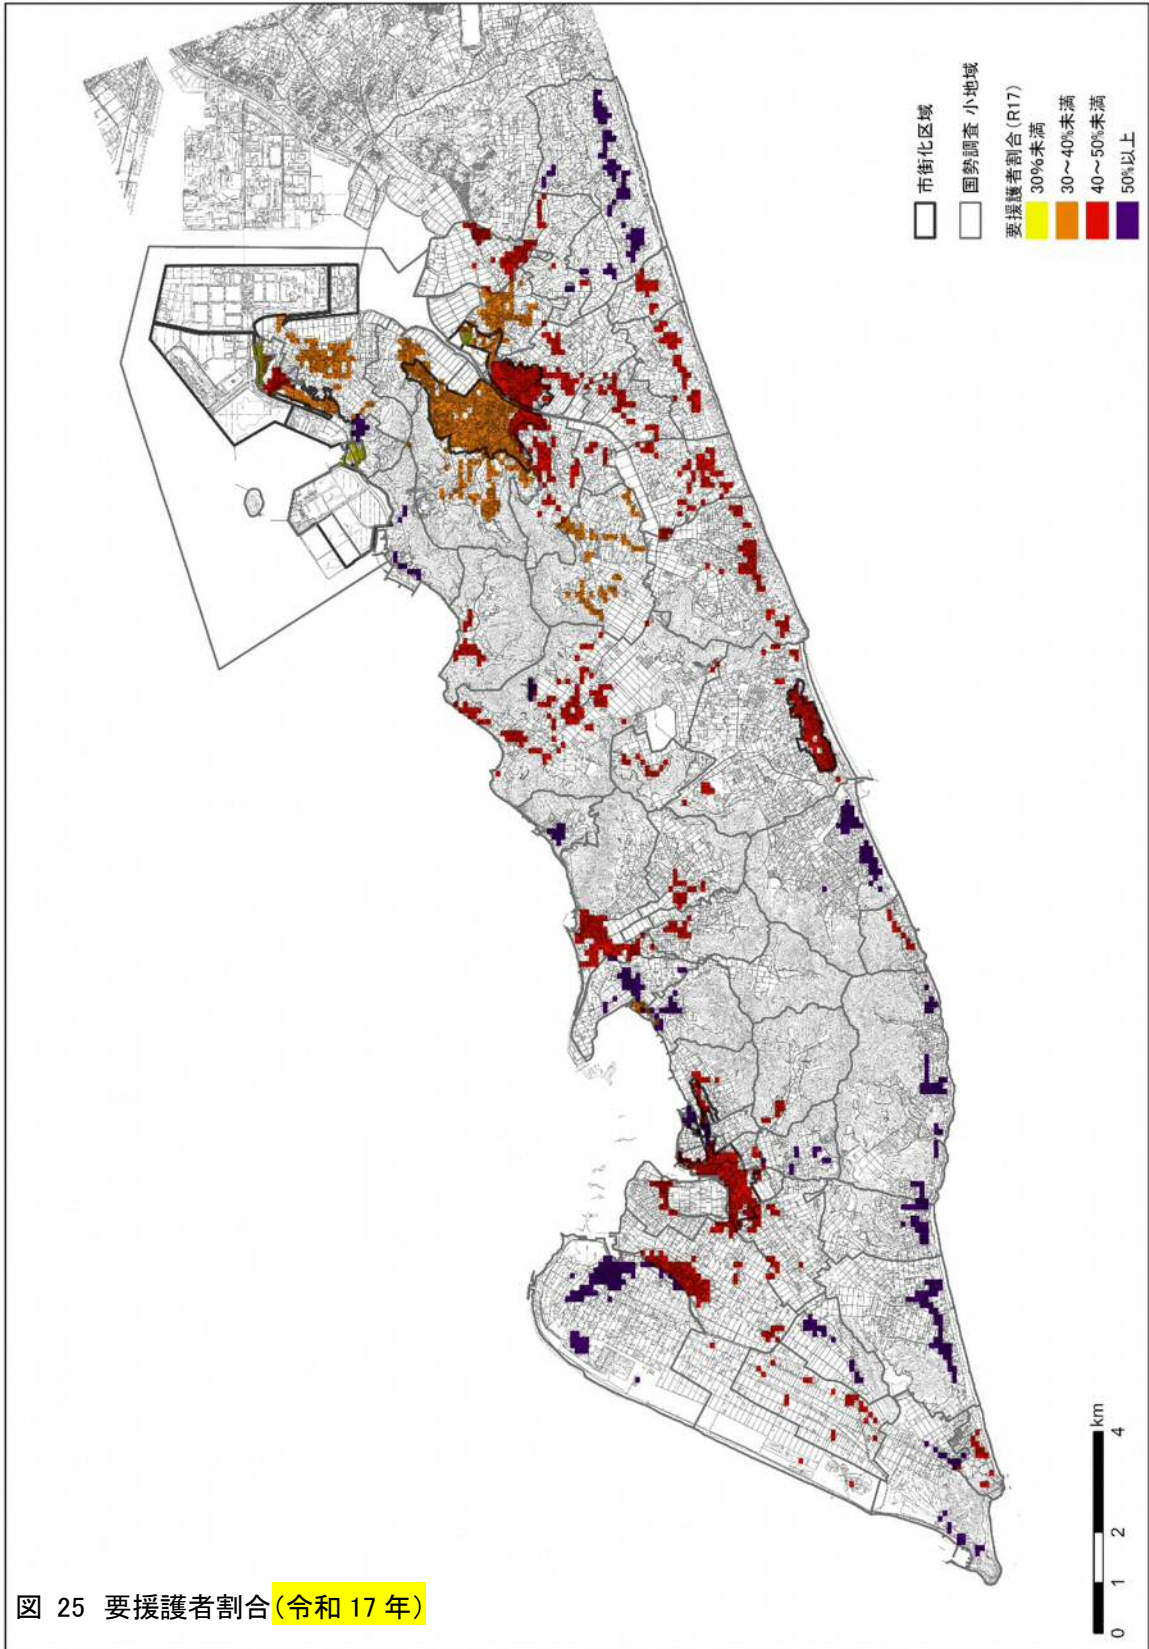 市街化区域
国勢調査 小地域
要援護者割合(R17)
30%未満
30～40%未満
40～50%未満
50%以上
km
0 1 2 4
図 25 要援護者割合(令和 17 年)